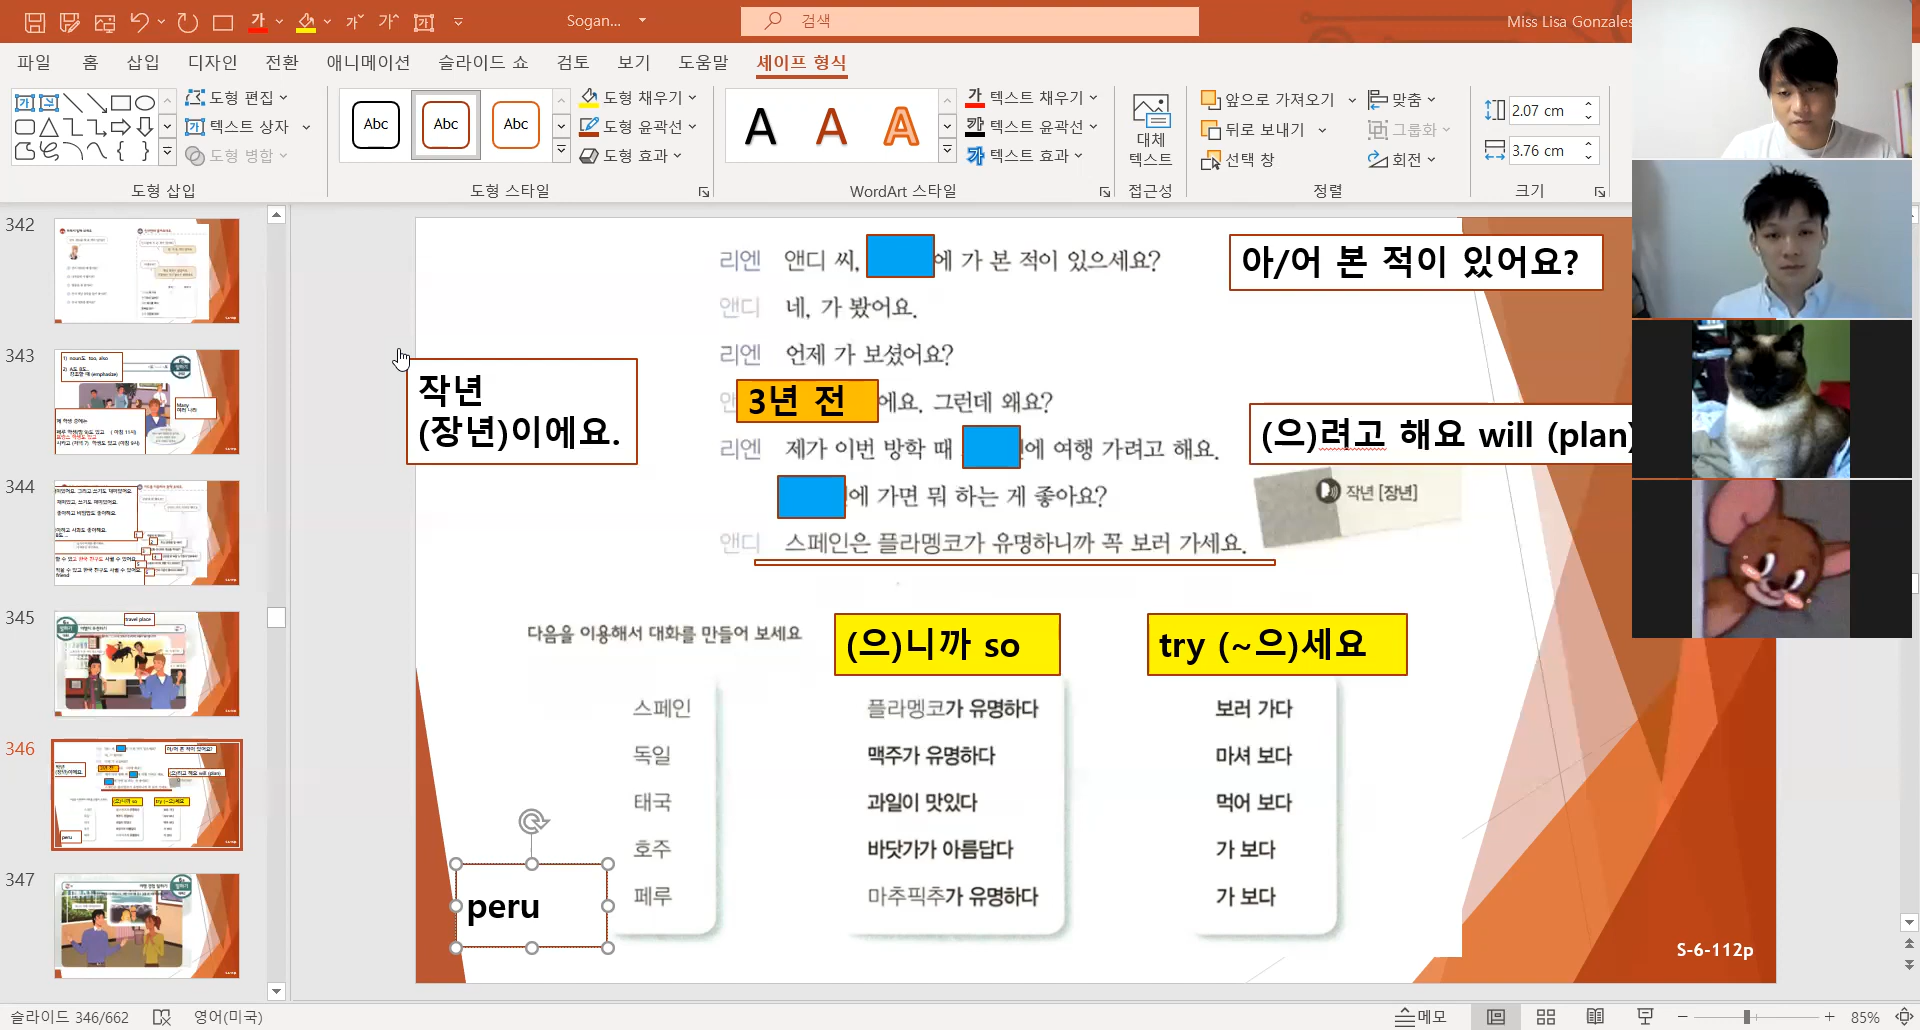 Sogan...
검색
Miss Lisa Gonzales
파일 홈 삽입 디자인 전환 애니메이션 슬라이드 쇼 검토 보기 도움말 셰이프 형식
도형 편집
텍스트 상자
도형 병합
도형 삽입
Abc Abc Abc
도형 채우기
도형 윤곽선
도형 효과
도형 스타일
A A A
텍스트 채우기
텍스트 윤곽선
텍스트 효과
WordArt 스타일
대체
텍스트
접근성
앞으로 가져오기
뒤로 보내기
선택 창
맞춤
그룹화
회전
정렬
2.07 cm
3.76 cm
크기
342
343
344
345
travel place
346
347
리엔 앤디 씨, 에 가 본 적이 있으세요?
아/어 본 적이 있어요?
앤디 네, 가 봤어요.
리엔 언제 가 보셨어요?
작년
(장년)이에요.
3년 전에요. 그런데 왜요?
리엔 제가 이번 방학 때 에 여행 가려고 해요.
(으)려고 해요 will (plan)
에 가면 뭐 하는 게 좋아요?
작년 [장년]
앤디 스페인은 플라멩코가 유명하니까 꼭 보러 가세요.
다음을 이용해서 대화를 만들어 보세요
(으)니까 so
try (~으)세요
스페인 플라멩코가 유명하다 보러 가다
독일 맥주가 유명하다 마셔 보다
태국 과일이 맛있다 먹어 보다
호주 바닷가가 아름답다 가 보다
페루 마추픽추가 유명하다 가 보다
peru
S-6-112p
슬라이드 346/662
영어(미국)
메모
85%